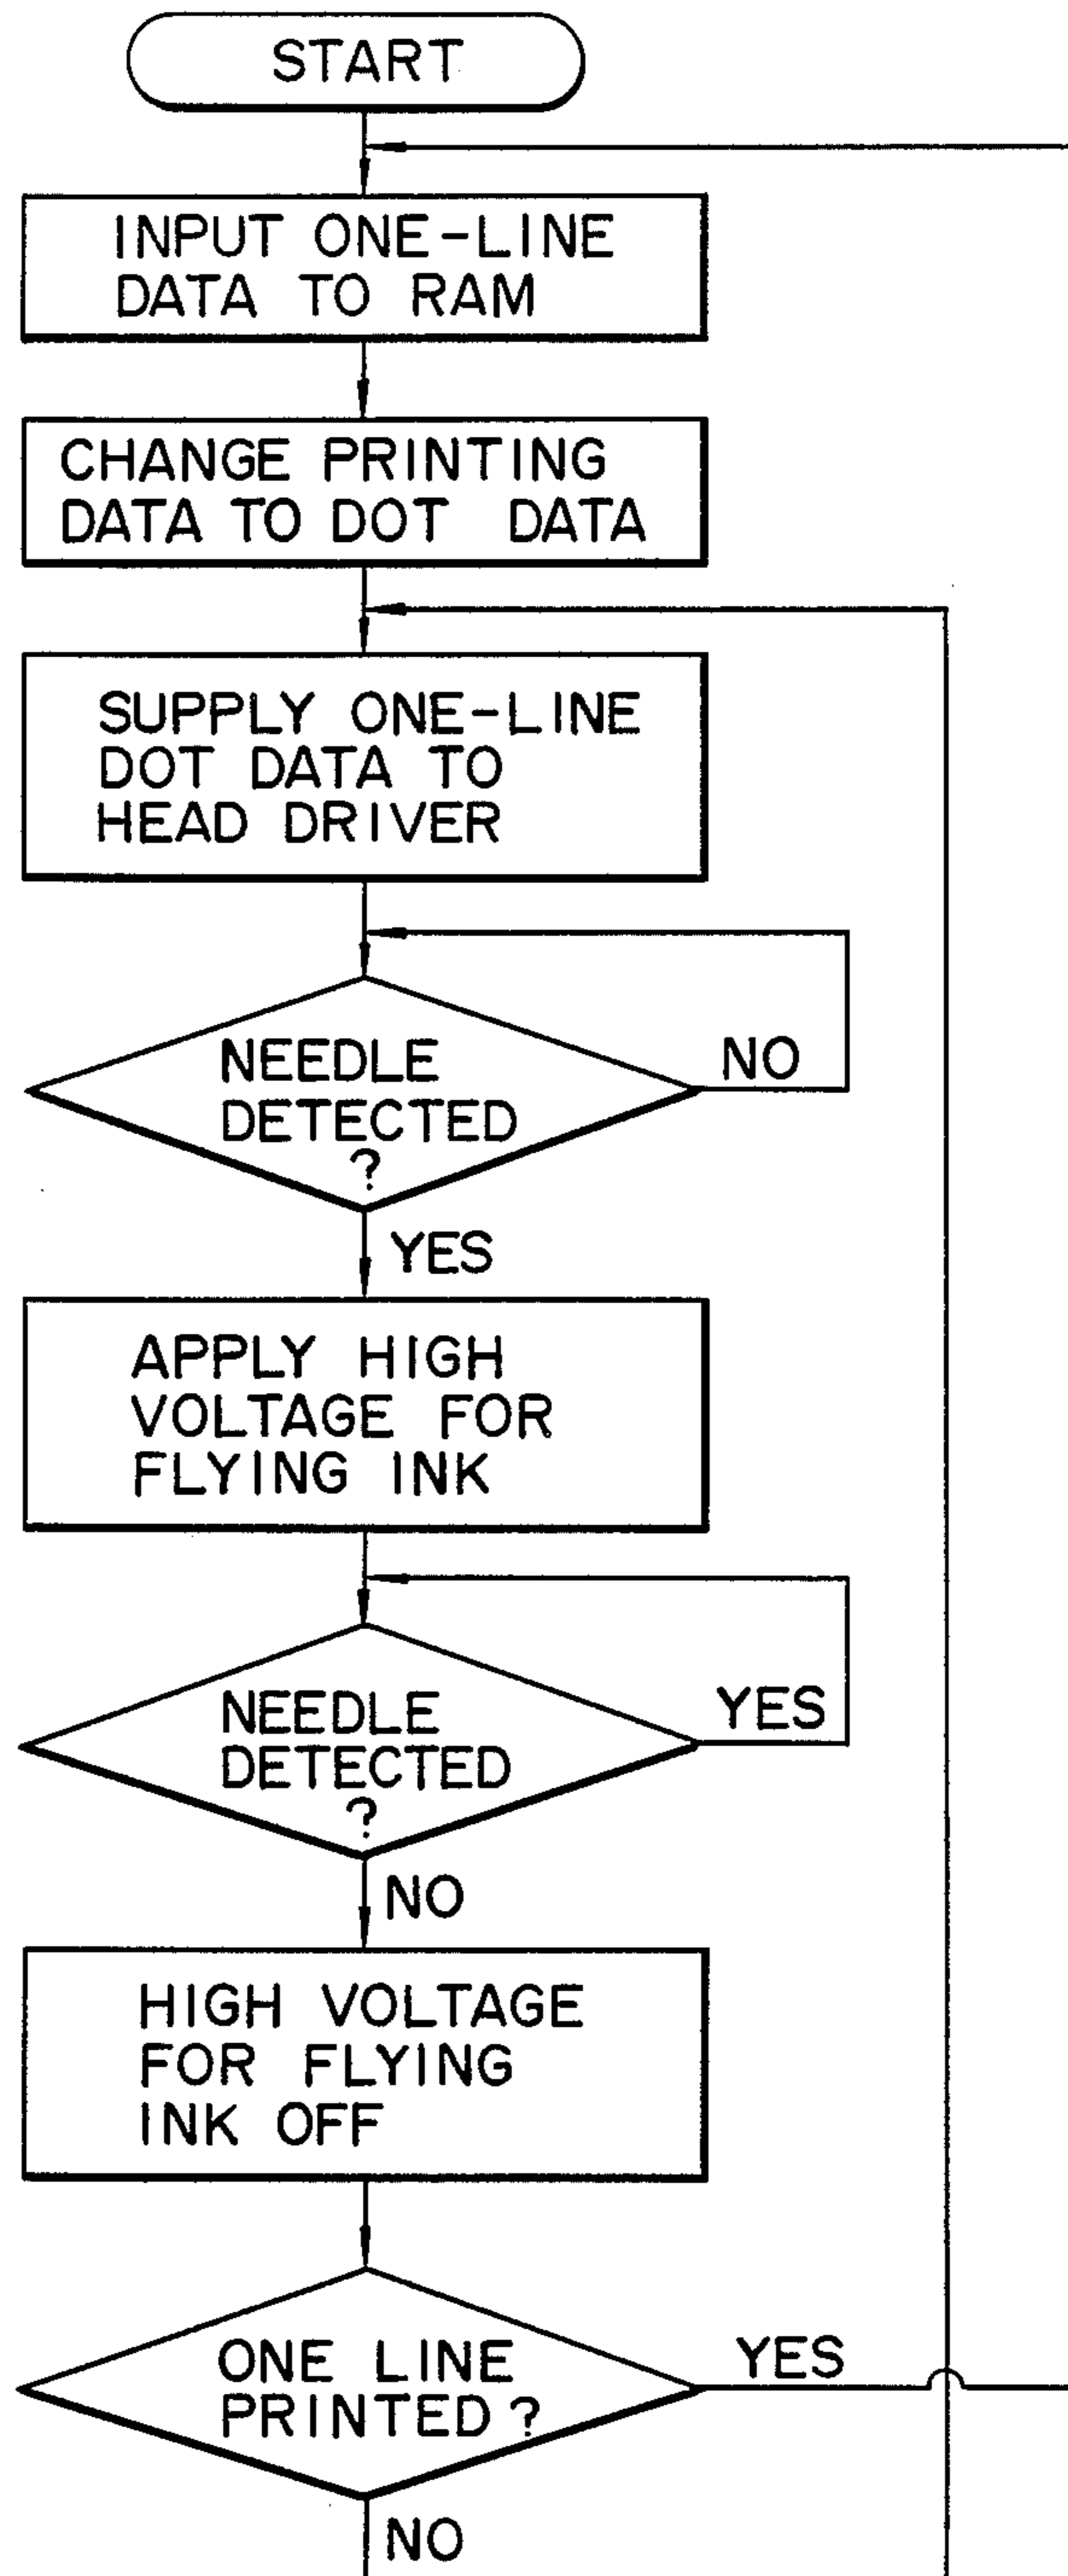 START
INPUT ONE-LINE
DATA TO RAM
CHANGE PRINTING
DATA TO DOT DATA
SUPPLY ONE-LINE
DOT DATA TO
HEAD DRIVER
NEEDLE
DETECTED
?
NO
YES
APPLY HIGH
VOLTAGE FOR
FLYING INK
NEEDLE
DETECTED
?
YES
NO
HIGH VOLTAGE
FOR FLYING
INK OFF
ONE LINE
PRINTED ?
YES
NO